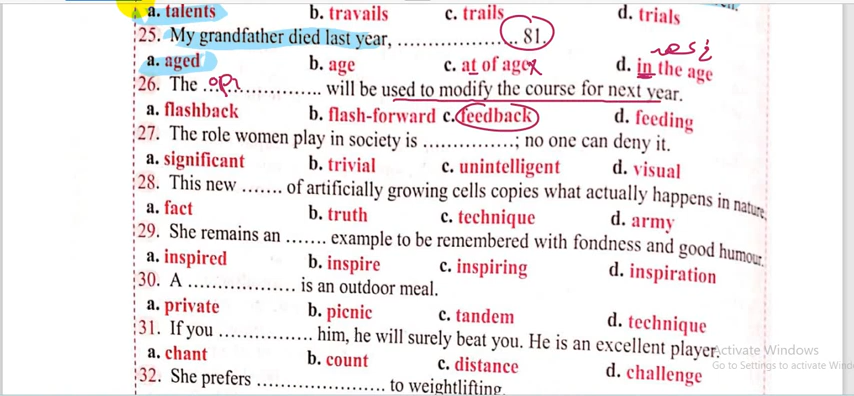 a. talents b. travails c. trails d. trials
25. My grandfather died last year, .................... 81.
a. aged b. age c. at of age d. in the age
26. The .................... will be used to modify the course for next year.
a. flashback b. flash-forward c. feedback d. feeding
27. The role women play in society is ...............; no one can deny it.
a. significant b. trivial c. unintelligent d. visual
28. This new ....... of artificially growing cells copies what actually happens in nature.
a. fact b. truth c. technique d. army
29. She remains an ....... example to be remembered with fondness and good humour.
a. inspired b. inspire c. inspiring d. inspiration
30. A .................. is an outdoor meal.
a. private b. picnic c. tandem d. technique
31. If you ................ him, he will surely beat you. He is an excellent player.
a. chant b. count c. distance d. challenge
32. She prefers ...................... to weightlifting
Activate Windows
Go to Settings to activate Wind